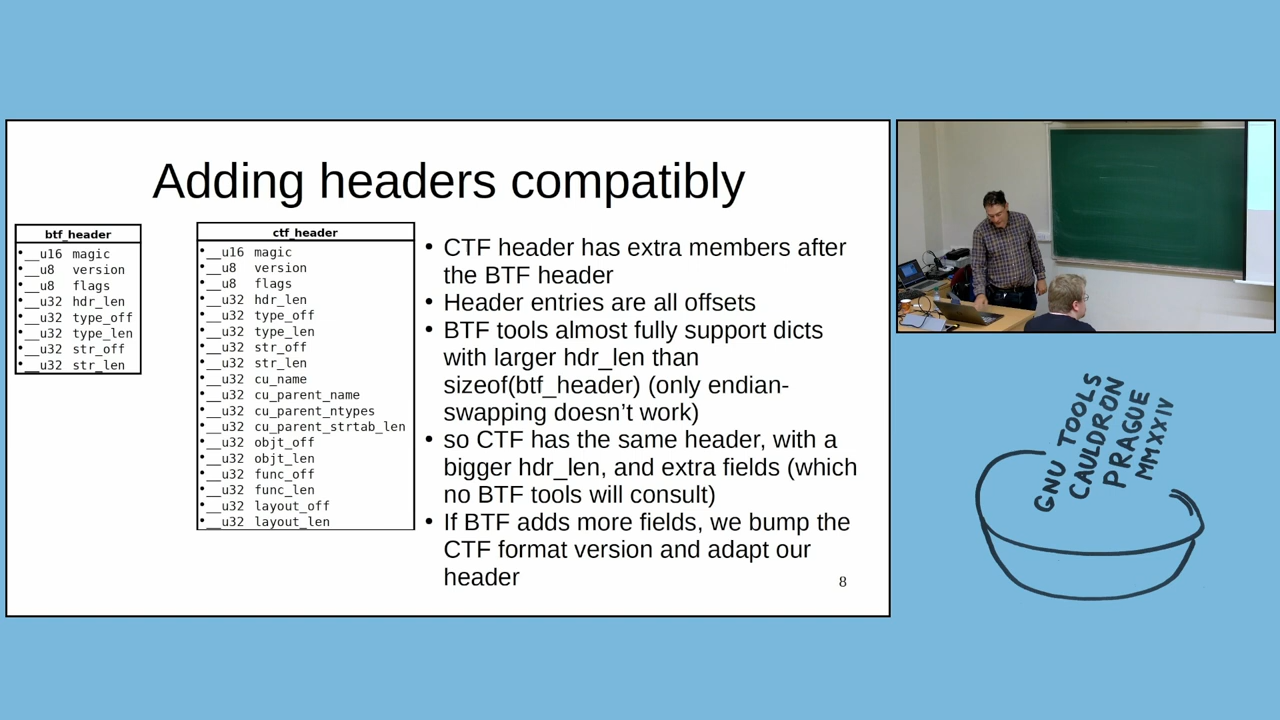 Adding headers compatibly
btf_header
•__u16 magic
•__u8 version
•__u8 flags
•__u32 hdr_len
•__u32 type_off
•__u32 type_len
•__u32 str_off
•__u32 str_len
ctf_header
•__u16 magic
•__u8 version
•__u8 flags
•__u32 hdr_len
•__u32 type_off
•__u32 type_len
•__u32 str_off
•__u32 str_len
•__u32 cu_name
•__u32 cu_parent_name
•__u32 cu_parent_ntypes
•__u32 cu_parent_strtab_len
•__u32 objt_off
•__u32 objt_len
•__u32 func_off
•__u32 func_len
•__u32 layout_off
•__u32 layout_len
• CTF header has extra members after
the BTF header
• Header entries are all offsets
• BTF tools almost fully support dicts
with larger hdr_len than
sizeof(btf_header) (only endian-
swapping doesn’t work)
• so CTF has the same header, with a
bigger hdr_len, and extra fields (which
no BTF tools will consult)
• If BTF adds more fields, we bump the
CTF format version and adapt our
header
8
GNU TOOLS
CAULDRON
PRAGUE
MMXXIV